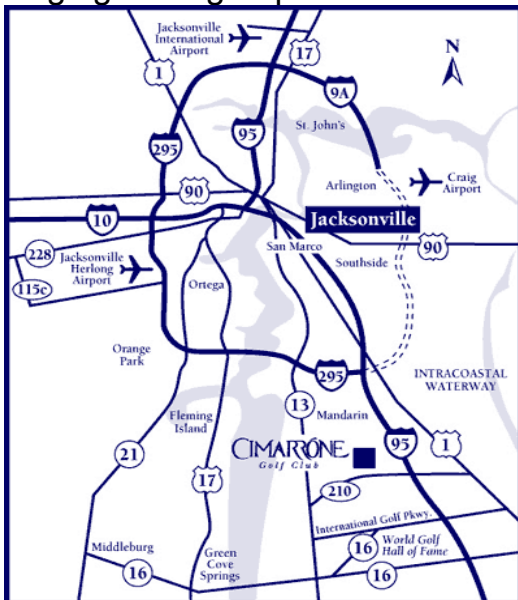 Jacksonville
International
Airport
17
N
1
9A
St. John's
95
295
Arlington
Craig
Airport
90
10
Jacksonville
San Marco
90
228
Southside
Jacksonville
Herlong
Airport
115c
Ortega
Orange
Park
295
INTRACOASTAL
WATERWAY
13
Mandarin
Fleming
Island
CIMARRONE
Golf Club
95
1
21
17
210
International Golf Pkwy.
16
World Golf
Hall of Fame
Middleburg
16
Green
Cove
Springs
16